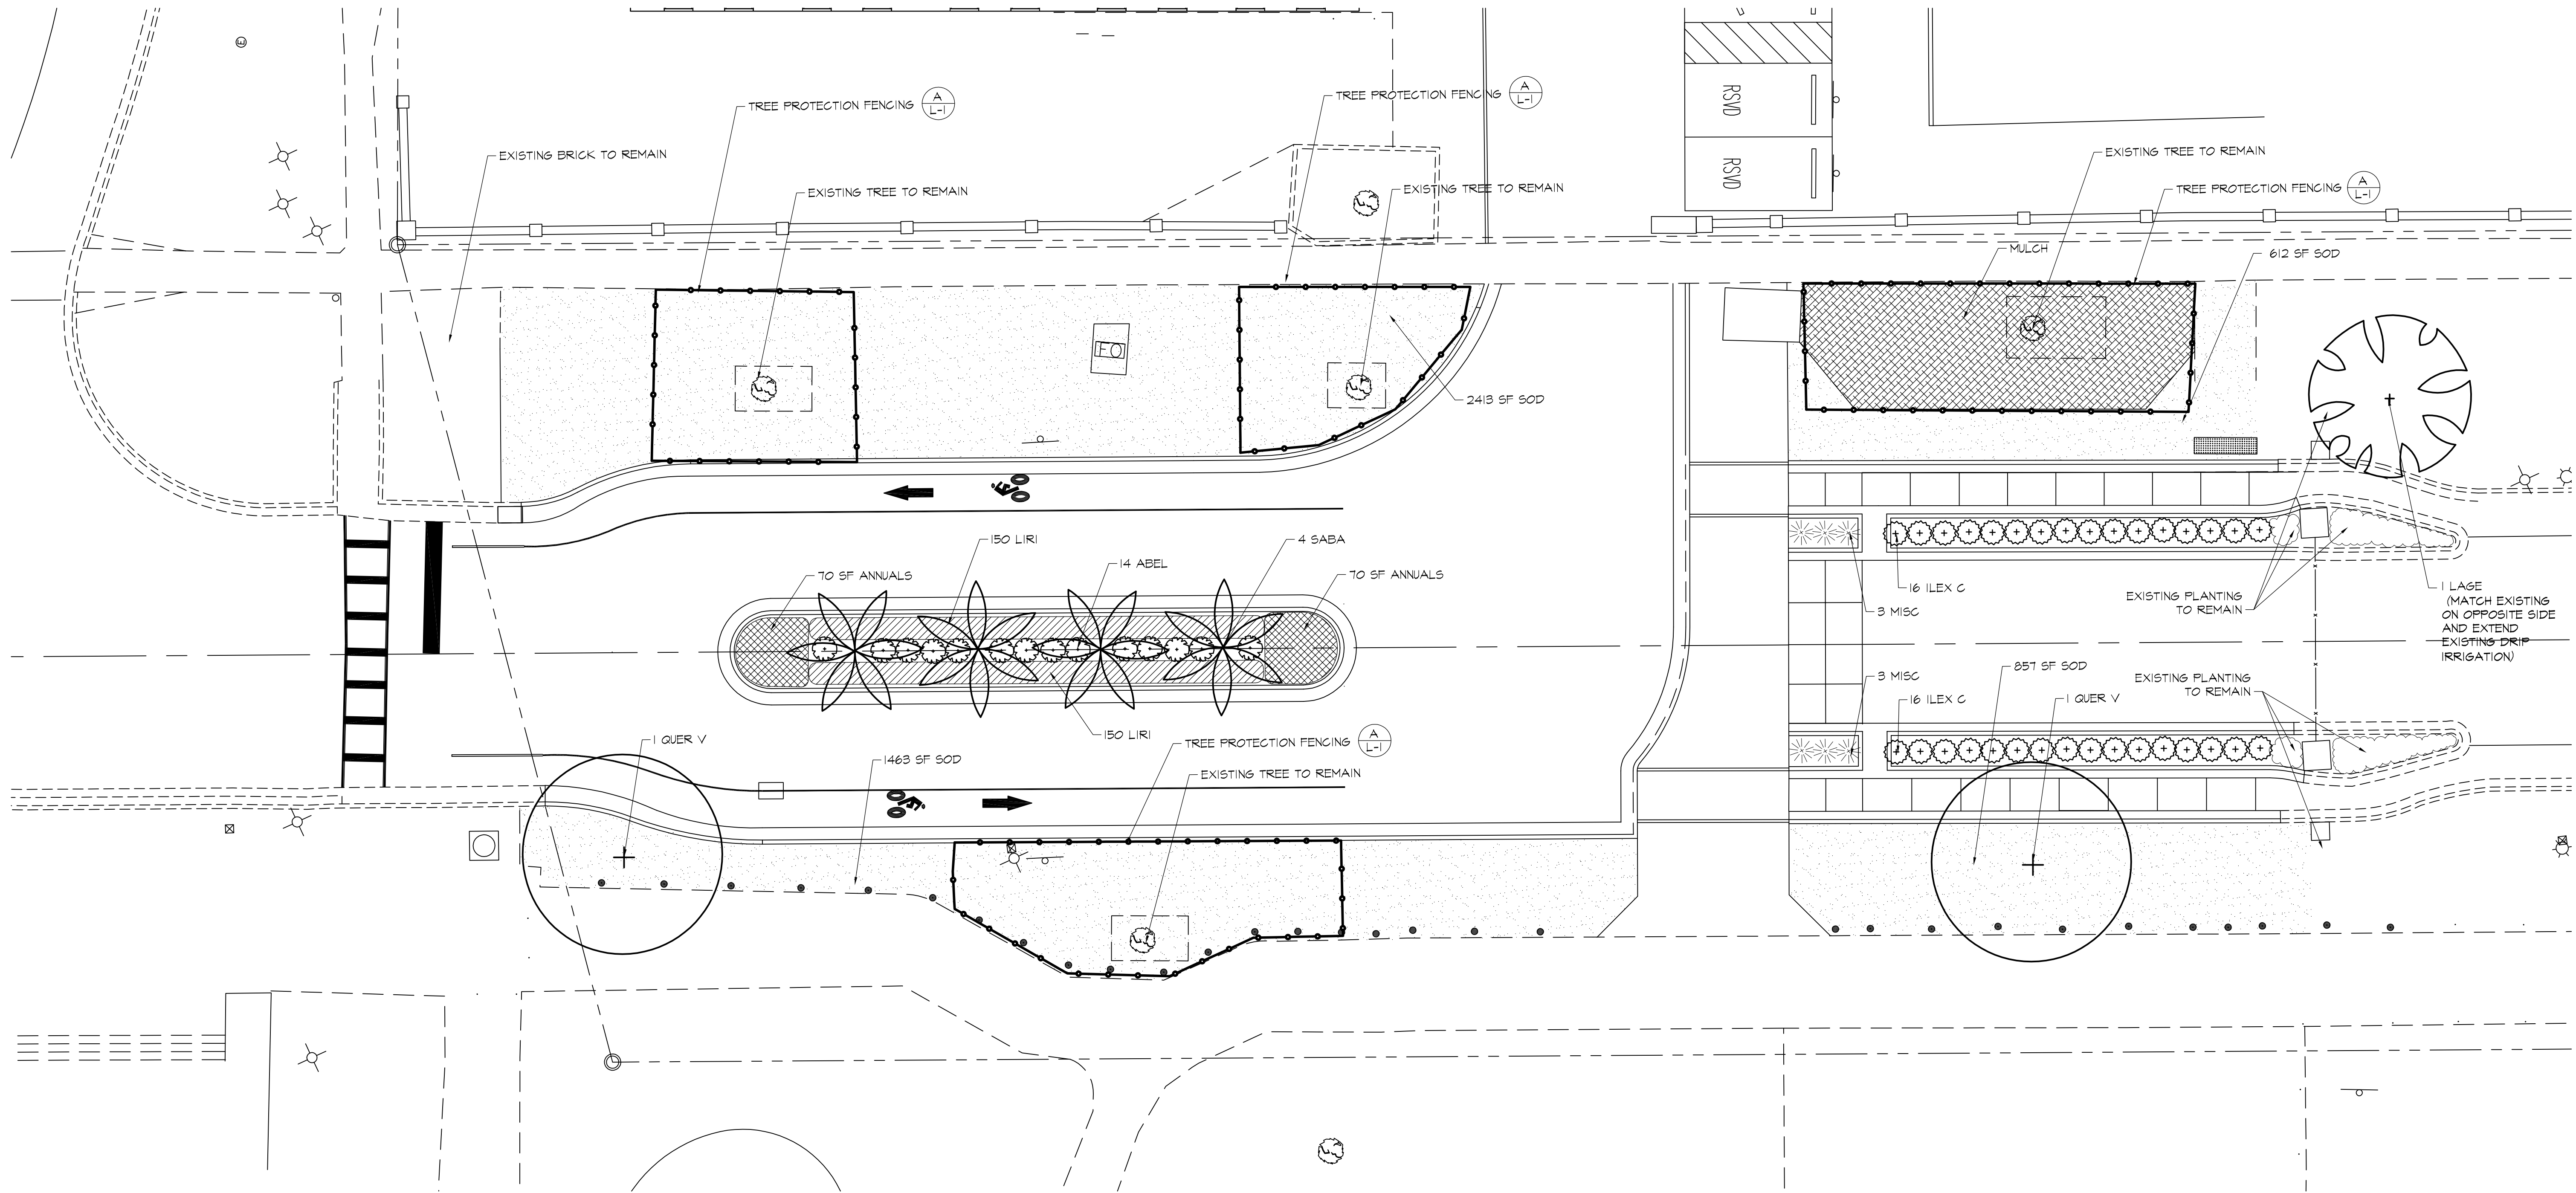 E
TREE PROTECTION FENCING
A
L-1
TREE PROTECTION FENCING
A
L-1
RSVD
RSVD
EXISTING BRICK TO REMAIN
EXISTING TREE TO REMAIN
EXISTING TREE TO REMAIN
EXISTING TREE TO REMAIN
TREE PROTECTION FENCING
A
L-1
MULCH
612 SF SOD
FO
2413 SF SOD
150 LIRI
4 SABA
14 ABEL
70 SF ANNUALS
70 SF ANNUALS
16 ILEX C
3 MISC
EXISTING PLANTING
TO REMAIN
1 LAGE
(MATCH EXISTING
ON OPPOSITE SIDE
AND EXTEND
EXISTING DRIP
IRRIGATION)
857 SF SOD
3 MISC
EXISTING PLANTING
TO REMAIN
16 ILEX C
1 QUER V
150 LIRI
1 QUER V
TREE PROTECTION FENCING
A
L-1
1463 SF SOD
EXISTING TREE TO REMAIN